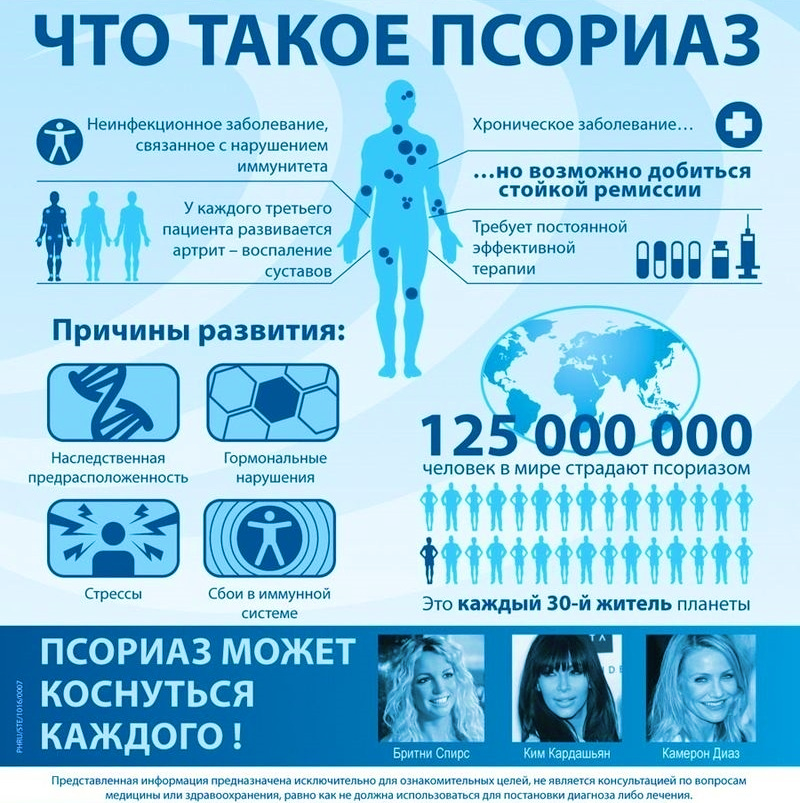 ЧТО ТАКОЕ ПСОРИАЗ
Неинфекционное заболевание,
связанное с нарушением
иммунитета
У каждого третьего
пациента развивается
артрит – воспаление
суставов
Хроническое заболевание...
...но возможно добиться
стойкой ремиссии
Требует постоянной
эффективной
терапии
Причины развития:
Наследственная
предрасположенность
Гормональные
нарушения
Стрессы
Сбои в иммунной
системе
125 000 000
человек в мире страдают псориазом
Это каждый 30-й житель планеты
ПСОРИАЗ МОЖЕТ
КОСНУТЬСЯ
КАЖДОГО !
Бритни Спирс
Ким Кардашьян
Камерон Диаз
PHRU/STE/1016/0007
Представленная информация предназначена исключительно для ознакомительных целей, не является консультацией по вопросам
медицины или здравоохранения, равно как не должна использоваться для постановки диагноза либо лечения.